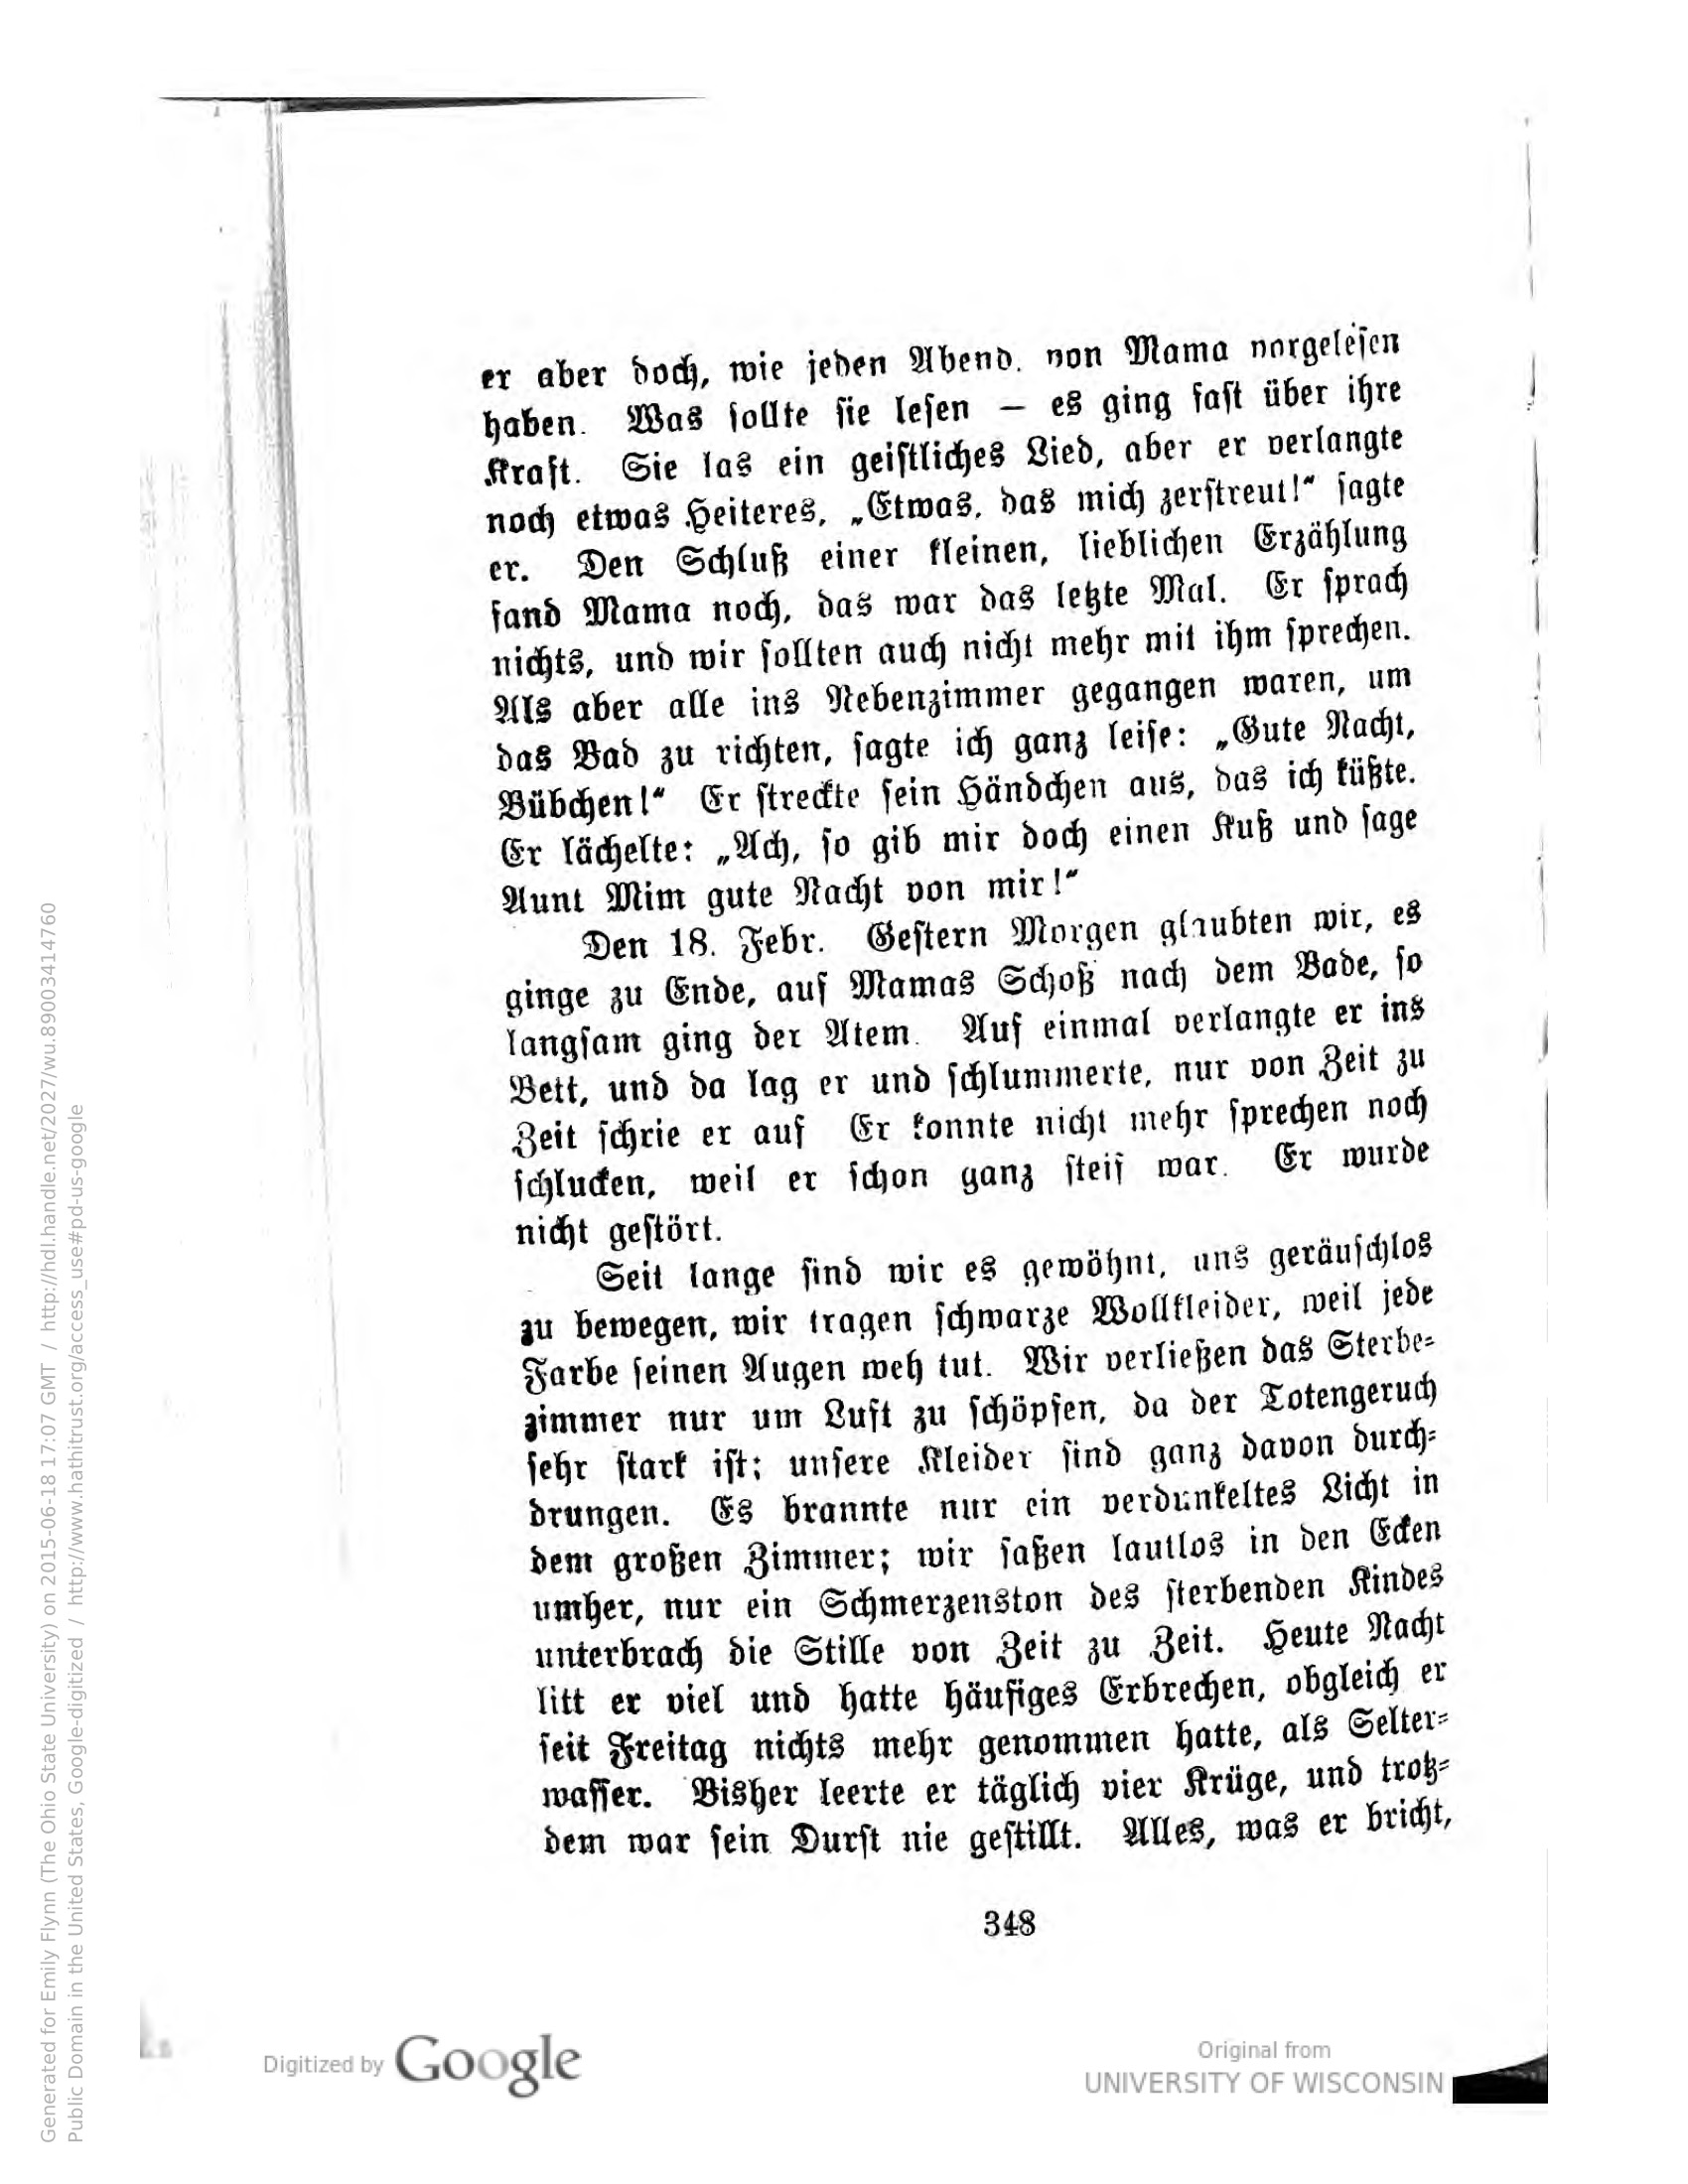 er aber doch, wie jeden Abend, von Mama vorgelesen
haben. Was sollte sie lesen — es ging fast über ihre
Kraft. Sie las ein geistliches Lied, aber er verlangte
noch etwas Heiteres, „Etwas, das mich zerstreut!“ sagte
er. Den Schluß einer kleinen, lieblichen Erzählung
fand Mama noch, das war das letzte Mal. Er sprach
nichts, und wir sollten auch nicht mehr mit ihm sprechen.
Als aber alle ins Nebenzimmer gegangen waren, um
das Bad zu richten, sagte ich ganz leise: „Gute Nacht,
Bübchen!“ Er streckte sein Händchen aus, das ich küßte.
Er lächelte: „Ach, so gib mir doch einen Kuß und sage
Aunt Mim gute Nacht von mir!“
Den 18. Febr. Gestern Morgen glaubten wir, es
ginge zu Ende, auf Mamas Schoß nach dem Bade, so
langsam ging der Atem. Auf einmal verlangte er ins
Bett, und da lag er und schlummerte, nur von Zeit zu
Zeit schrie er auf Er konnte nicht mehr sprechen noch
schlucken, weil er schon ganz steif war. Er wurde
nicht gestört.
Seit lange sind wir es gewöhnt, uns geräuschlos
zu bewegen, wir tragen schwarze Wollkleider, weil jede
Farbe seinen Augen weh tut. Wir verließen das Sterbe-
zimmer nur um Luft zu schöpfen, da der Totengeruch
sehr stark ist; unsere Kleider sind ganz davon durch-
drungen. Es brannte nur ein verdunkeltes Licht in
dem großen Zimmer; wir saßen lautlos in den Ecken
umher, nur ein Schmerzenston des sterbenden Kindes
unterbrach die Stille von Zeit zu Zeit. Heute Nacht
litt er viel und hatte häufiges Erbrechen, obgleich er
seit Freitag nichts mehr genommen hatte, als Selter-
wasser. Bisher leerte er täglich vier Krüge, und trotz-
dem war sein Durst nie gestillt. Alles, was er bricht,
348
Digitized by Google
Original from
UNIVERSITY OF WISCONSIN
Generated for Emily Flynn (The Ohio State University) on 2015-06-18 17:07 GMT / http://hdl.handle.net/2027/wu.89003414760
Public Domain in the United States, Google-digitized / http://www.hathitrust.org/access_use#pd-us-google